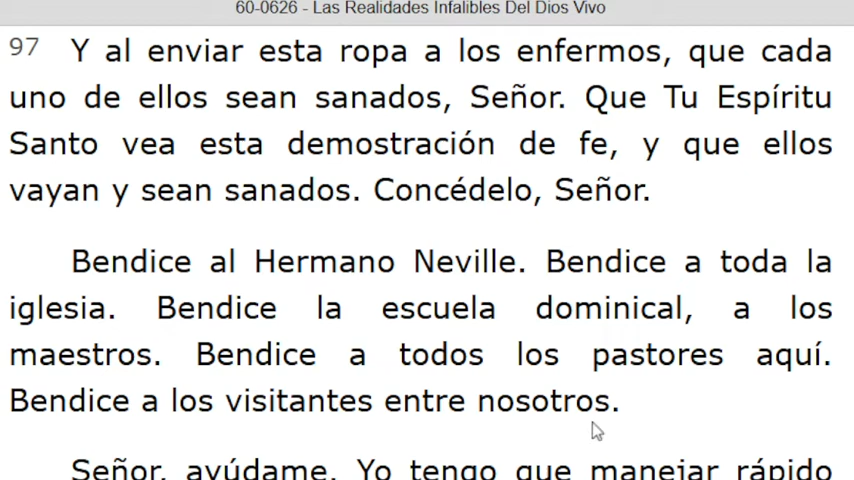 60-0626 - Las Realidades Infalibles Del Dios Vivo
97 Y al enviar esta ropa a los enfermos, que cada
uno de ellos sean sanados, Señor. Que Tu Espíritu
Santo vea esta demostración de fe, y que ellos
vayan y sean sanados. Concédelo, Señor.
Bendice al Hermano Neville. Bendice a toda la
iglesia. Bendice la escuela dominical, a los
maestros. Bendice a todos los pastores aquí.
Bendice a los visitantes entre nosotros.
Señor, ayúdame. Yo tengo que manejar rápido